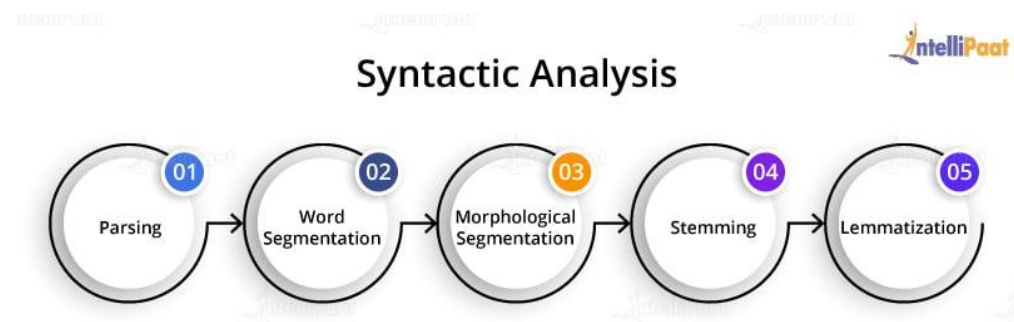 IntelliPaat
Syntactic Analysis
01
Parsing
02
Word
Segmentation
03
Morphological
Segmentation
04
Stemming
05
Lemmatization